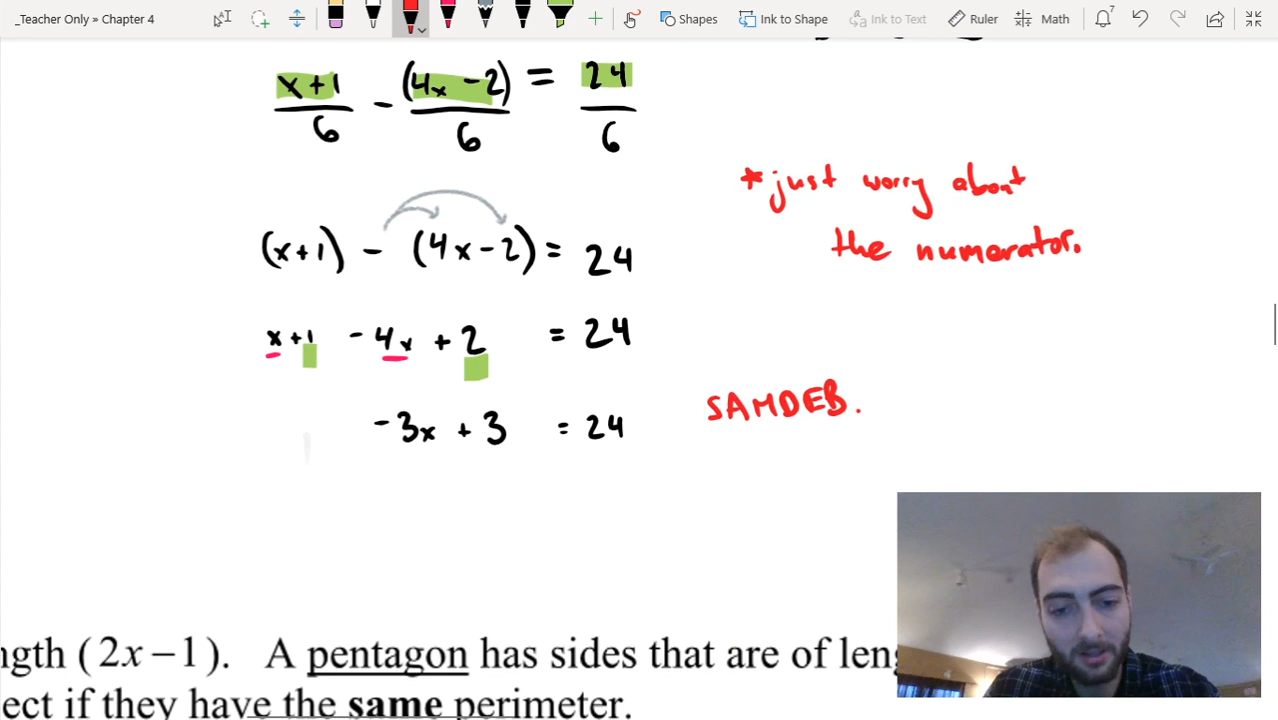 _Teacher Only » Chapter 4
Shapes
Ink to Shape
Ink to Text
Ruler
Math
7
x+1 - (4x -2) = 24
6 6 6
*just worry about
the numerator.
(x+1) - (4x-2) = 24
x+1 -4x +2 = 24
SAMDEB.
-3x + 3 = 24
ngth (2x−1). A pentagon has sides that are of leng
ect if they have the same perimeter.